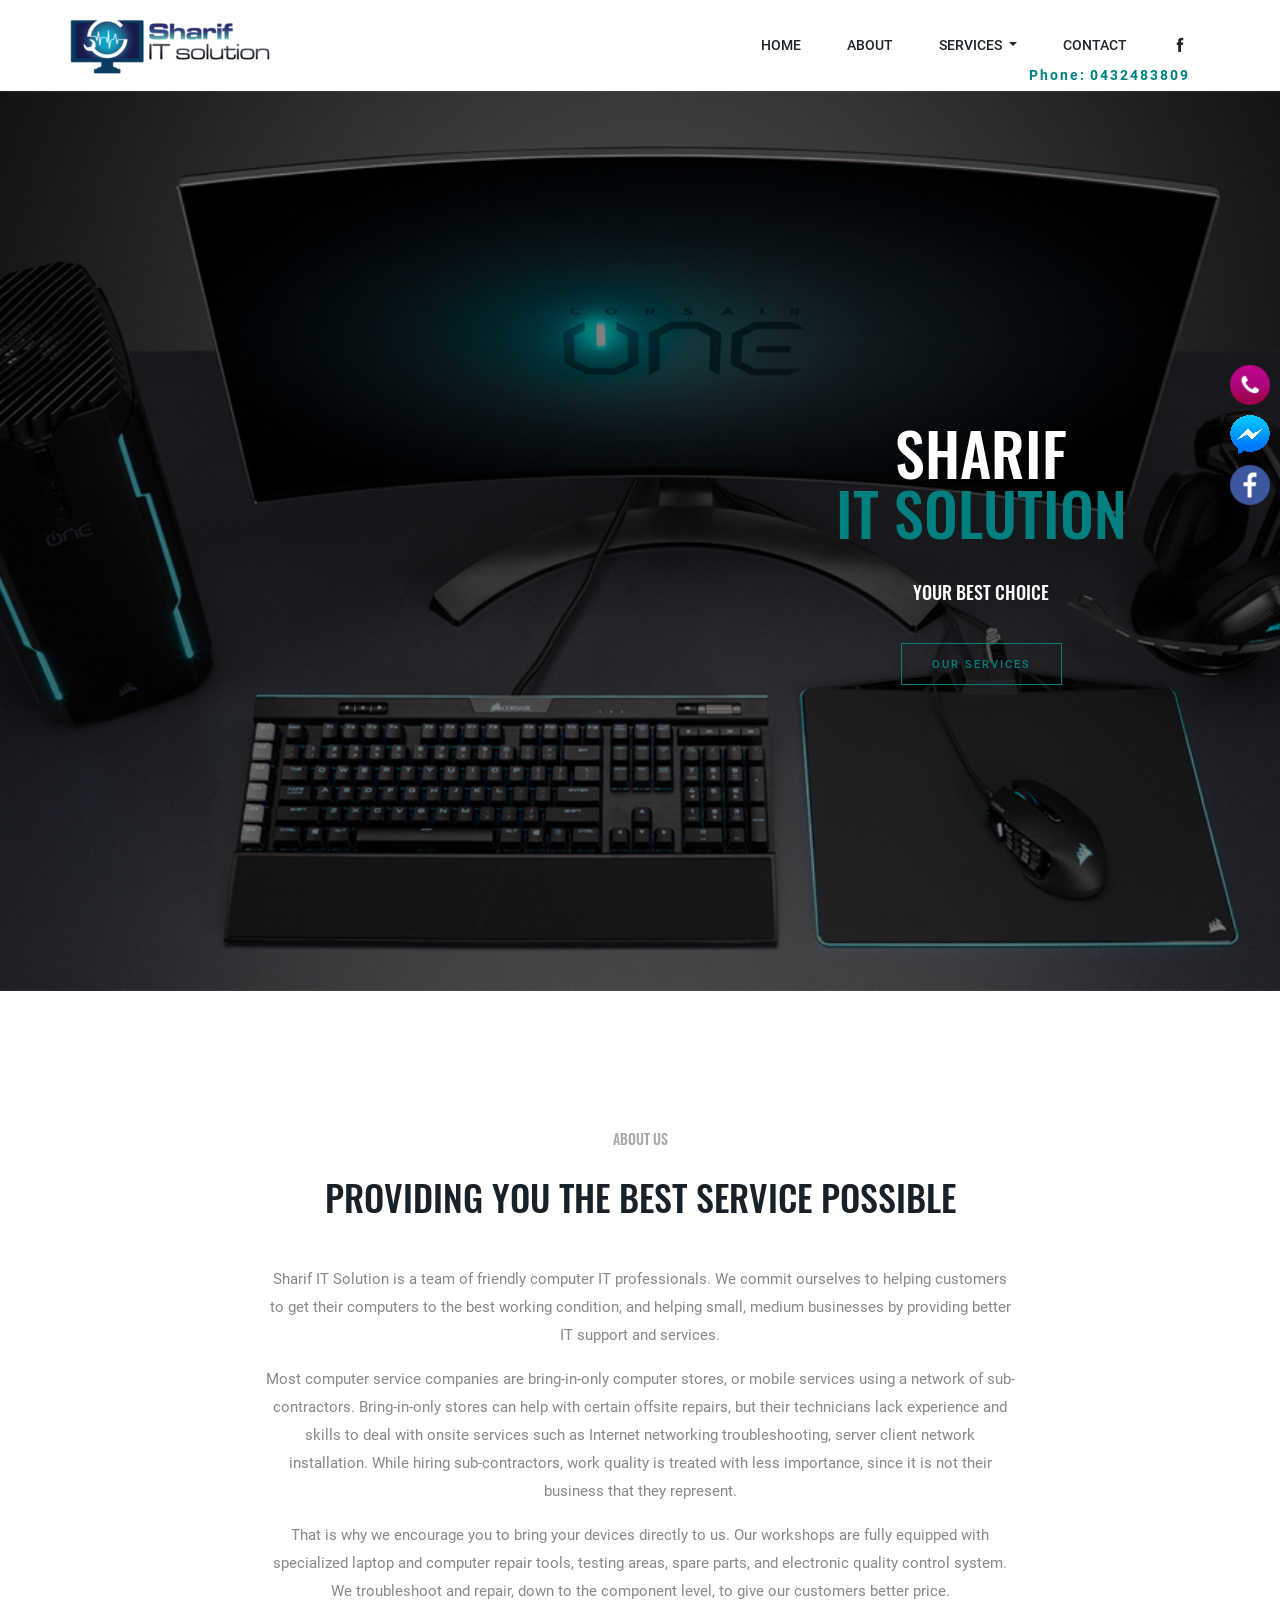 Sharif
IT solution
HOME
ABOUT
SERVICES
CONTACT
Phone: 0432483809
CORSAIR
ONE
ONE
SHARIF
IT SOLUTION
YOUR BEST CHOICE
OUR SERVICES
CORSAIR
ABOUT US
PROVIDING YOU THE BEST SERVICE POSSIBLE
Sharif IT Solution is a team of friendly computer IT professionals. We commit ourselves to helping customers
to get their computers to the best working condition, and helping small, medium businesses by providing better
IT support and services.
Most computer service companies are bring-in-only computer stores, or mobile services using a network of sub-
contractors. Bring-in-only stores can help with certain offsite repairs, but their technicians lack experience and
skills to deal with onsite services such as Internet networking troubleshooting, server client network
installation. While hiring sub-contractors, work quality is treated with less importance, since it is not their
business that they represent.
That is why we encourage you to bring your devices directly to us. Our workshops are fully equipped with
specialized laptop and computer repair tools, testing areas, spare parts, and electronic quality control system.
We troubleshoot and repair, down to the component level, to give our customers better price.